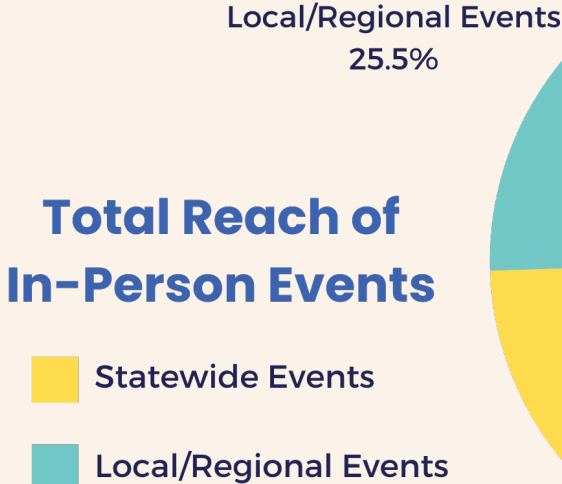 Local/Regional Events
25.5%
Total Reach of
In-Person Events
Statewide Events
Local/Regional Events